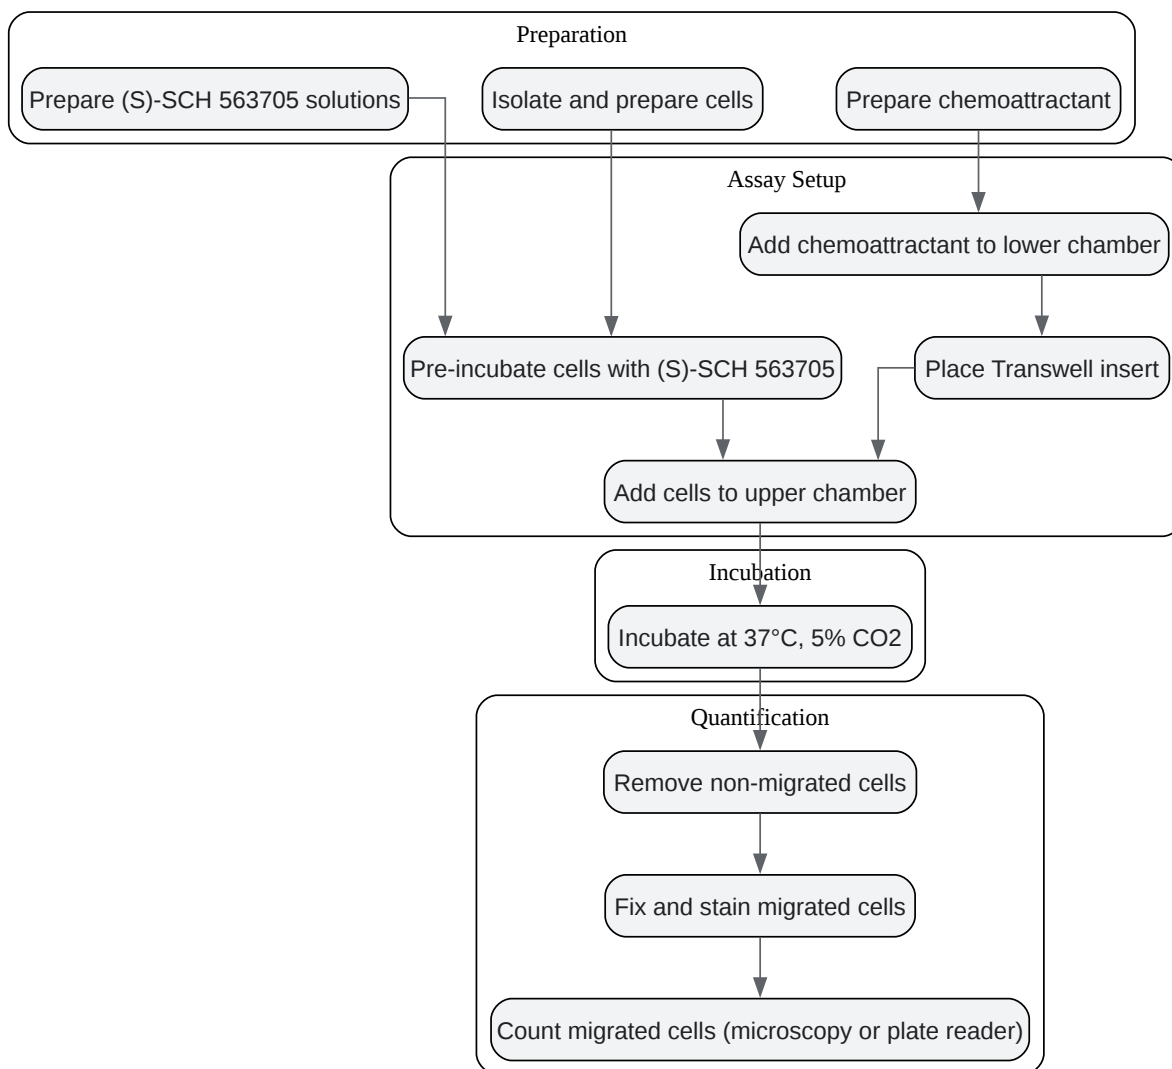 Preparation
Prepare (S)-SCH 563705 solutions
Isolate and prepare cells
Prepare chemoattractant
Assay Setup
Add chemoattractant to lower chamber
Pre-incubate cells with (S)-SCH 563705
Place Transwell insert
Add cells to upper chamber
Incubation
Incubate at 37°C, 5% CO2
Quantification
Remove non-migrated cells
Fix and stain migrated cells
Count migrated cells (microscopy or plate reader)